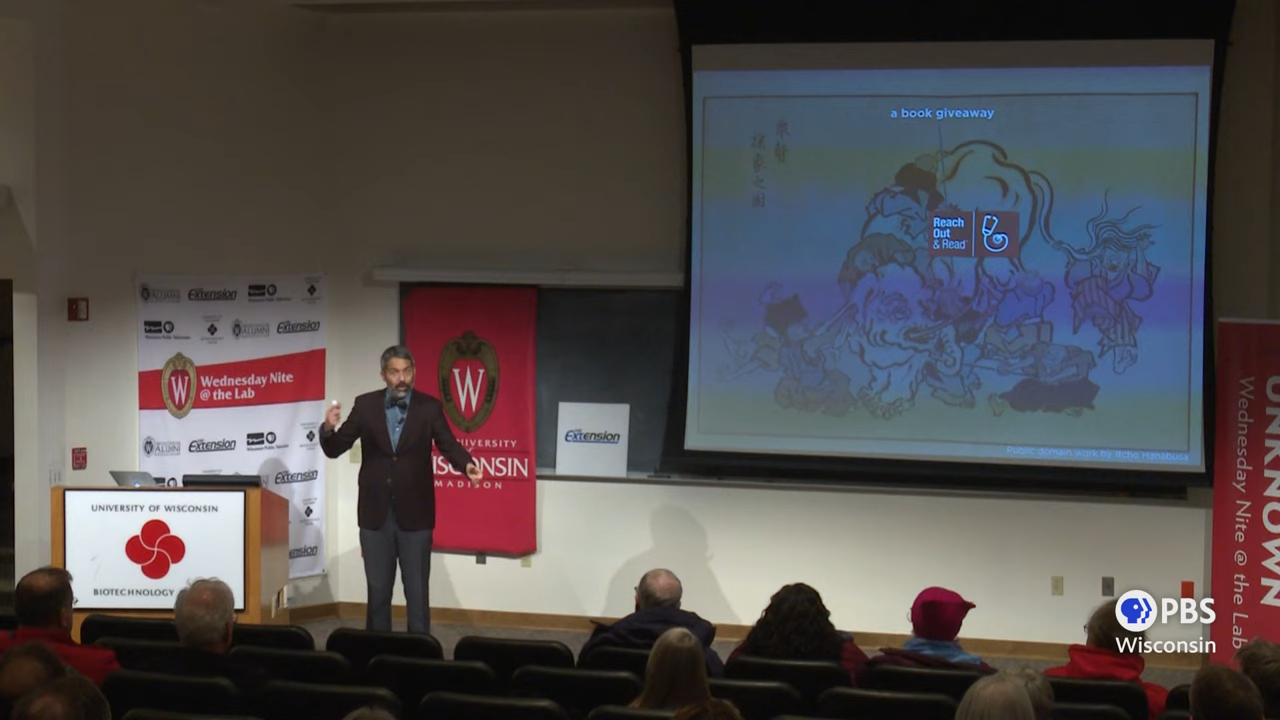 a book giveaway
Reach
Out
& Read
Public domain work by Itcho Hanabusa
Extension
Wednesday Nite
@ the Lab
Extension
Extension
Extension
W
W
UNIVERSITY
WISCONSIN
MADISON
Extension
UNIVERSITY OF WISCONSIN
BIOTECHNOLOGY
UNKNOWN
Wednesday Nite @ the Lab
PBS
Wisconsin